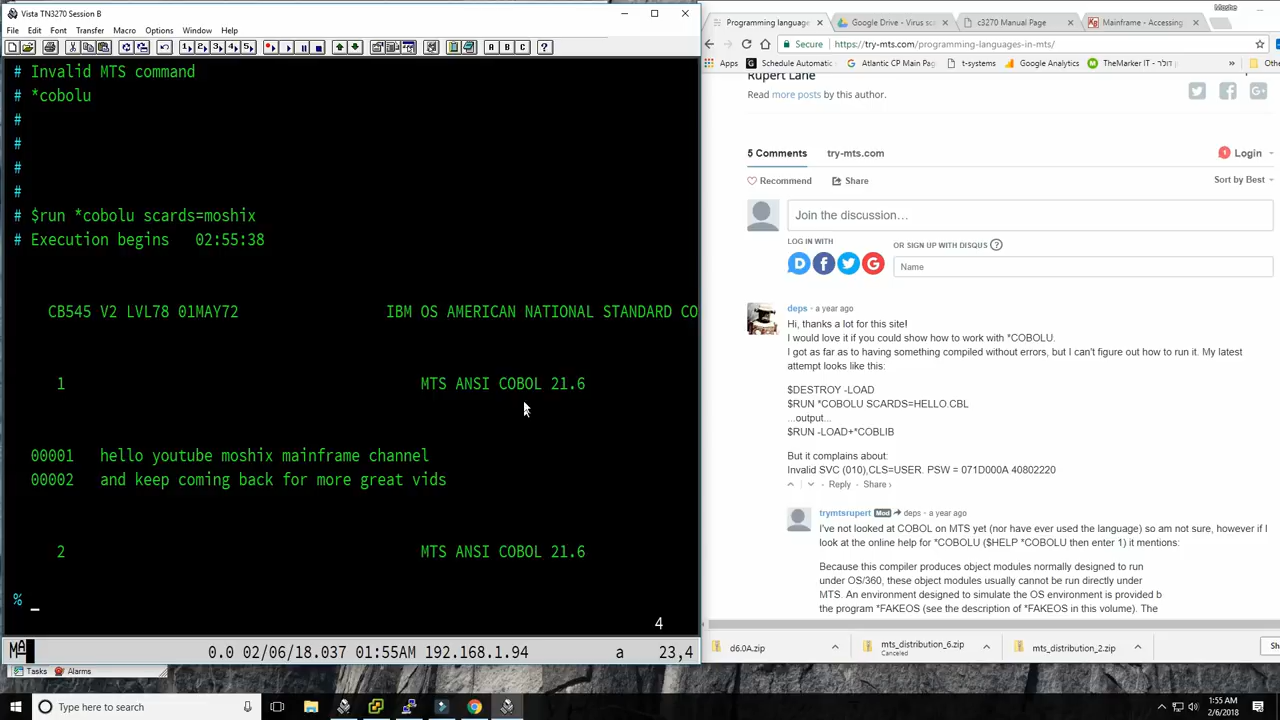 Vista TN3270 Session B
File Edit Font Transfer Macro Options Window Help
# Invalid MTS command
# *cobolu
#
#
#
#
# $run *cobolu scards=moshix
# Execution begins 02:55:38
CB545 V2 LVL78 01MAY72 IBM OS AMERICAN NATIONAL STANDARD CO
1 MTS ANSI COBOL 21.6
00001 hello youtube moshix mainframe channel
00002 and keep coming back for more great vids
2 MTS ANSI COBOL 21.6
%
4
MA 0.0 02/06/18.037 01:55AM 192.168.1.94 a 23,4
Tasks Alarms
Moshe
Programming language
Google Drive - Virus sc
c3270 Manual Page
Mainframe - Accessing
Secure https://try-mts.com/programming-languages-in-mts/
Apps Schedule Automatic Atlantic CP Main Pag t-systems Google Analytics TheMarker IT - דולר Oth
Rupert Lane
Read more posts by this author.
5 Comments try-mts.com 1 Login
Recommend Share Sort by Best
Join the discussion…
LOG IN WITH
OR SIGN UP WITH DISQUS ?
Name
deps • a year ago
Hi, thanks a lot for this site!
I would love it if you could show how to work with *COBOLU.
I got as far as to having something compiled without errors, but I can't figure out how to run it. My latest
attempt looks like this:
$DESTROY -LOAD
$RUN *COBOLU SCARDS=HELLO.CBL
...output...
$RUN -LOAD+*COBLIB
But it complains about:
Invalid SVC (010),CLS=USER. PSW = 071D000A 40802220
Reply • Share ›
trymtsrupert Mod deps • a year ago
I've not looked at COBOL on MTS yet (nor have ever used the language) so am not sure, however if I
look at the online help for *COBOLU ($HELP *COBOLU then enter 1) it mentions:
Because this compiler produces object modules normally designed to run
under OS/360, these object modules usually cannot be run directly under
MTS. An environment designed to simulate the OS environment is provided b
the program *FAKEOS (see the description of *FAKEOS in this volume). The
d6.0A.zip
mts_distribution_6.zip
Canceled
mts_distribution_2.zip
Sh
Type here to search
1:55 AM
2/6/2018